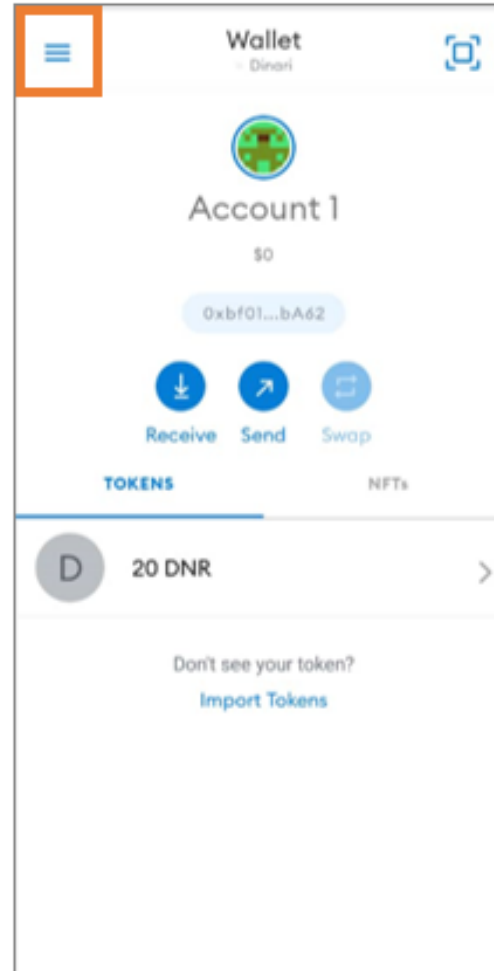 Wallet
Dinari
Account 1
$0
0xbf01...bA62
Receive Send Swap
TOKENS NFTs
D 20 DNR
Don't see your token?
Import Tokens